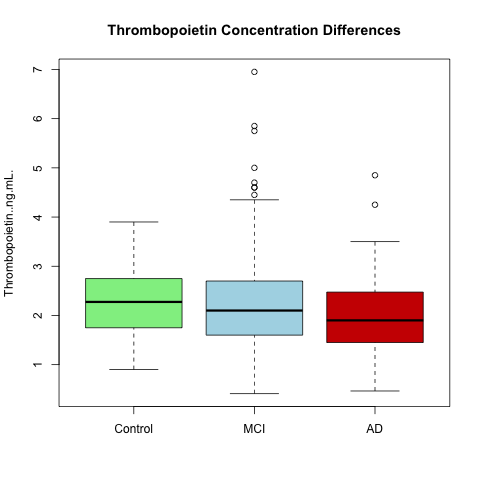 Thrombopoietin Concentration Differences
Thrombopoietin..ng.mL.
7
6
5
4
3
2
1
Control MCI AD